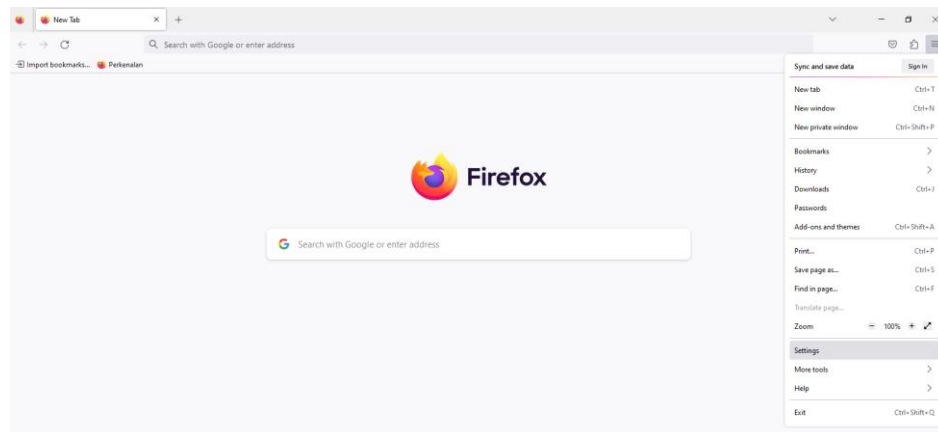 New Tab
Search with Google or enter address
Import bookmarks... Perkenalan
Sync and save data Sign In
New tab Ctrl+T
New window Ctrl+N
New private window Ctrl+Shift+P
Bookmarks
History
Downloads Ctrl+J
Passwords
Add-ons and themes Ctrl+Shift+A
Print... Ctrl+P
Save page as... Ctrl+S
Find in page... Ctrl+F
Translate page...
Zoom 100%
Settings
More tools
Help
Exit Ctrl+Shift+Q
Firefox
Search with Google or enter address